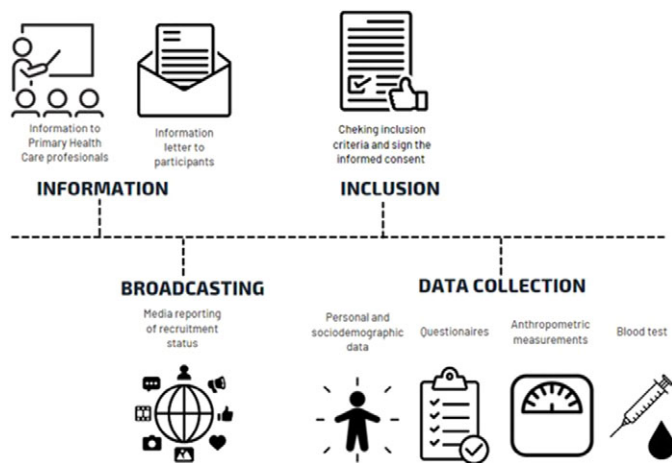 Information to
Primary Health
Care profesionals
Information
letter to
participants
Cheking inclusion
criteria and sign the
informed consent
INFORMATION
INCLUSION
BROADCASTING
DATA COLLECTION
Media reporting
of recruitment
status
Personal and
sociodemographic
data
Questionaires
Anthropometric
measurements
Blood test